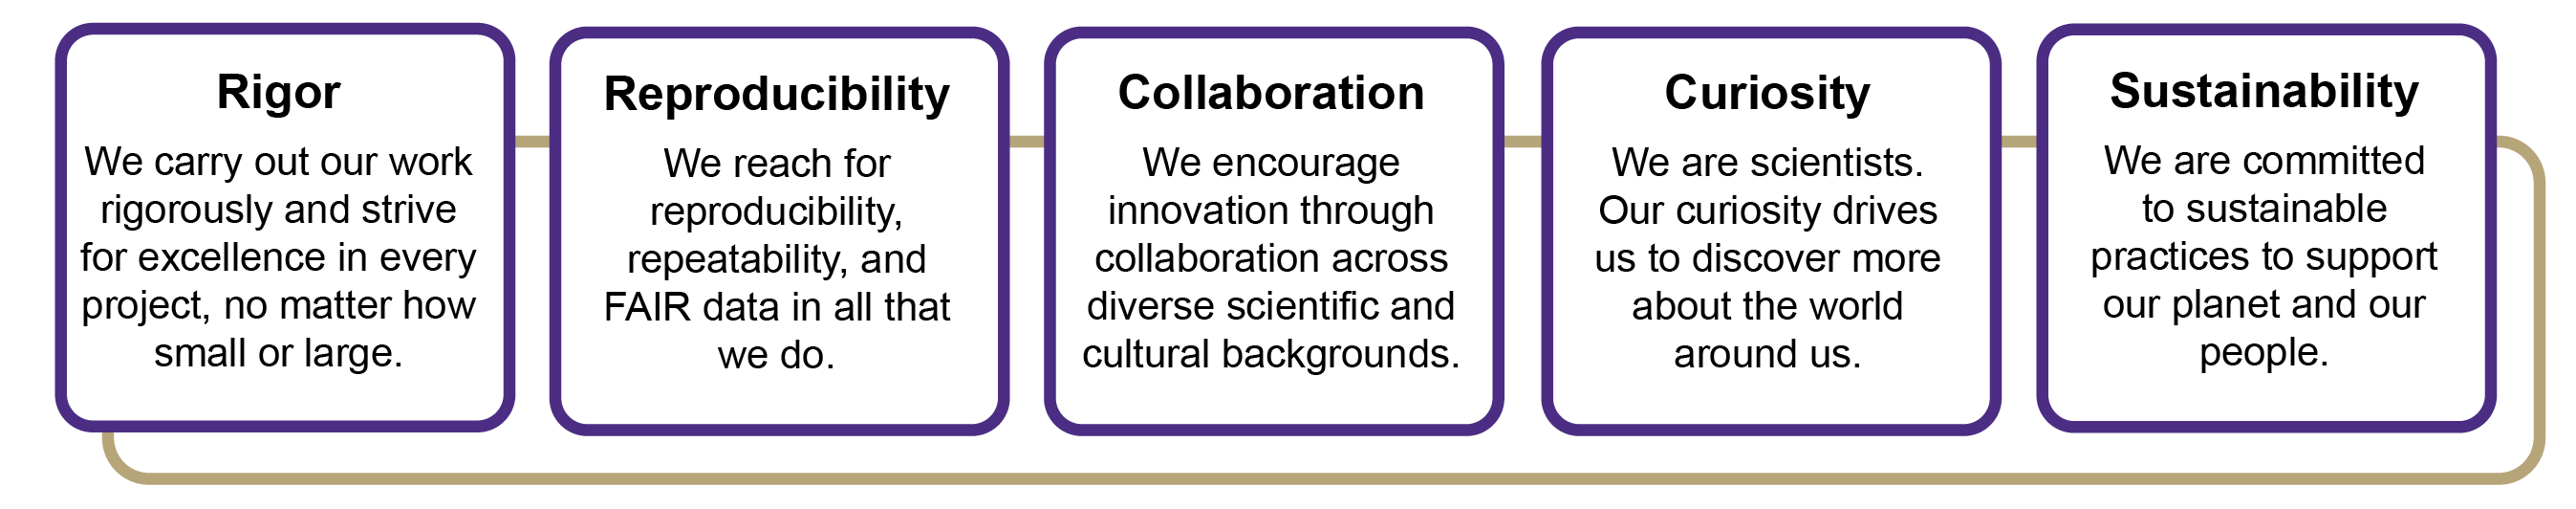 Rigor
We carry out our work
rigorously and strive
for excellence in every
project, no matter how
small or large.
Reproducibility
We reach for
reproducibility,
repeatability, and
FAIR data in all that
we do.
Collaboration
We encourage
innovation through
collaboration across
diverse scientific and
cultural backgrounds.
Curiosity
We are scientists.
Our curiosity drives
us to discover more
about the world
around us.
Sustainability
We are committed
to sustainable
practices to support
our planet and our
people.